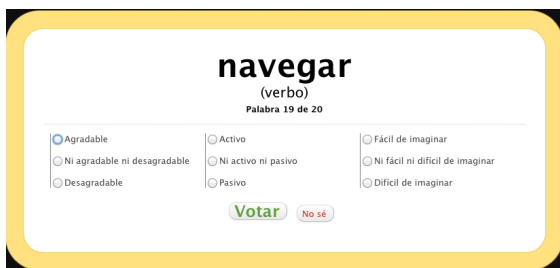 navegar
(verbo)
Palabra 19 de 20
Agradable Activo Fácil de imaginar
Ni agradable ni desagradable Ni activo ni pasivo Ni fácil ni difícil de imaginar
Desagradable Pasivo Difícil de imaginar
Votar No sé